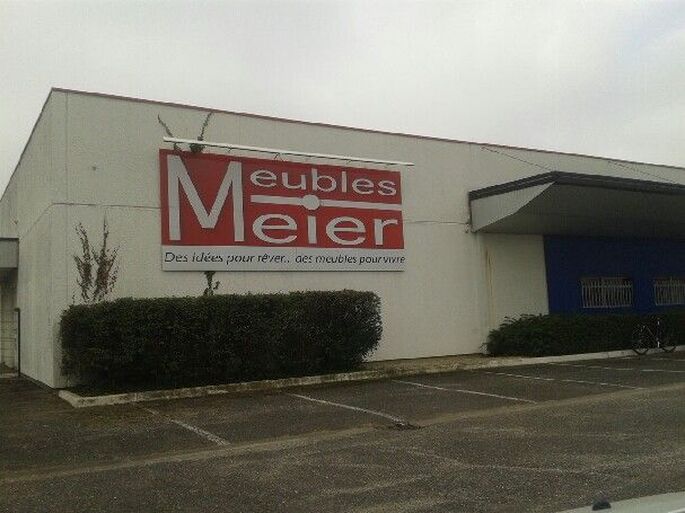 Meubles
Meier
Des idées pour rêver... des meubles pour vivre